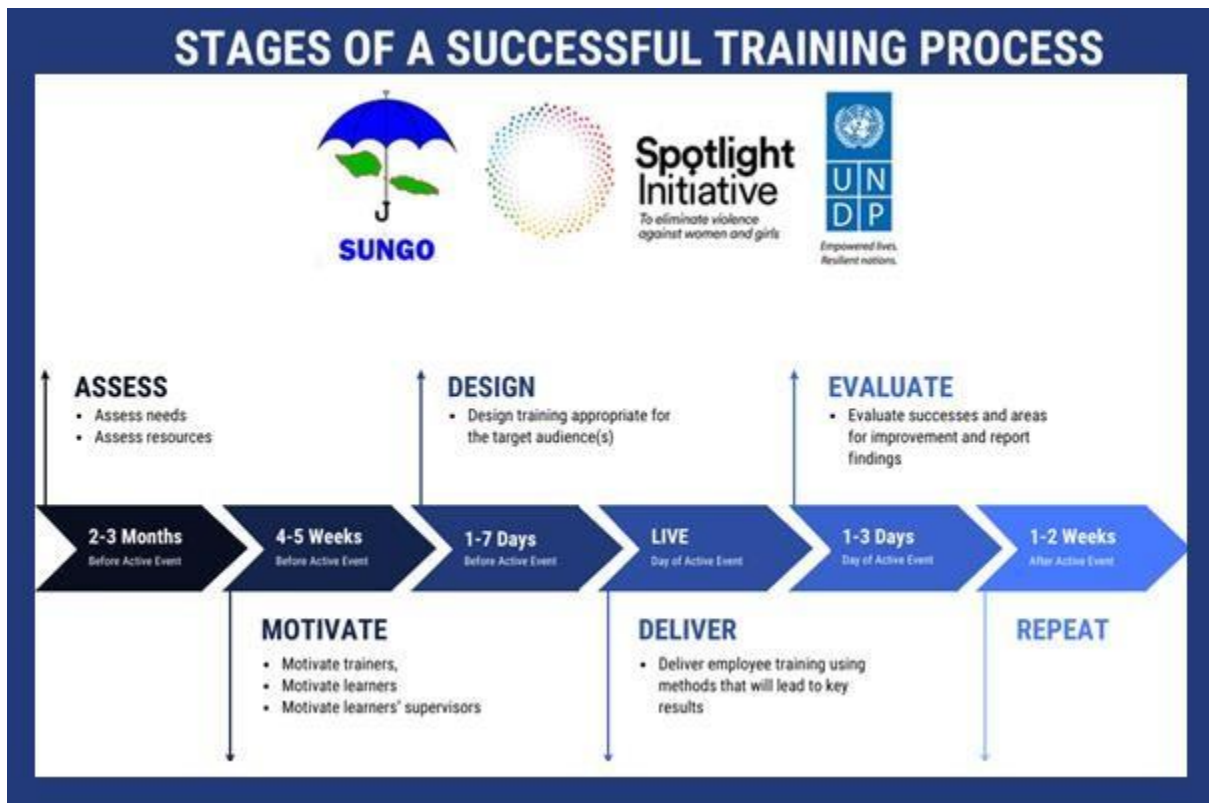 STAGES OF A SUCCESSFUL TRAINING PROCESS
SUNGO
Spotlight
Initiative
To eliminate violence
against women and girls
U N
D P
Empowered lives.
Resilient nations.
ASSESS
• Assess needs
• Assess resources
DESIGN
• Design training appropriate for
the target audience(s)
EVALUATE
• Evaluate successes and areas
for improvement and report
findings
2-3 Months
Before Active Event
4-5 Weeks
Before Active Event
1-7 Days
Before Active Event
LIVE
Day of Active Event
1-3 Days
Day of Active Event
1-2 Weeks
After Active Event
MOTIVATE
• Motivate trainers,
• Motivate learners
• Motivate learners' supervisors
DELIVER
• Deliver employee training using
methods that will lead to key
results
REPEAT